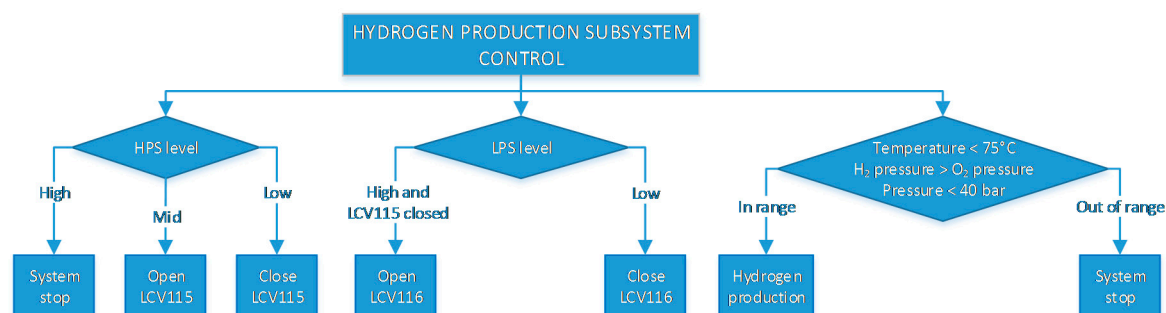 HYDROGEN PRODUCTION SUBSYSTEM
CONTROL
HPS level
High
Mid
Low
System
stop
Open
LCV115
Close
LCV115
LPS level
High and
LCV115 closed
Low
Open
LCV116
Close
LCV116
Temperature < 75°C
H₂ pressure > O₂ pressure
Pressure < 40 bar
In range
Out of range
Hydrogen
production
System
stop